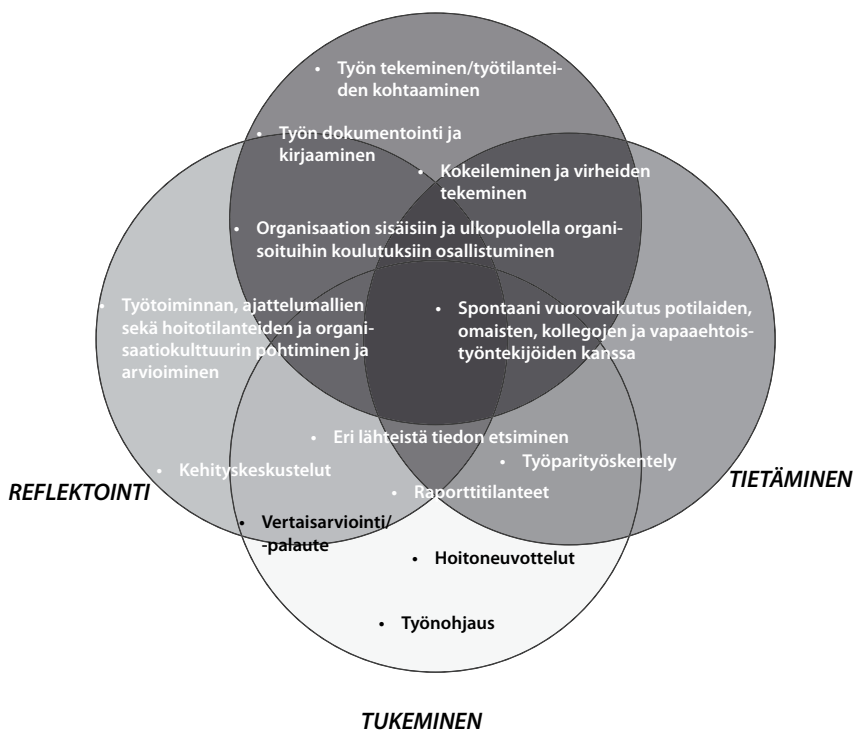 • Työn tekeminen/työtilantei-
den kohtaaminen
• Työn dokumentointi ja
kirjaaminen
• Kokeileminen ja virheiden
tekeminen
• Organisaation sisäisiin ja ulkopuolella organi-
soituihin koulutuksiin osallistuminen
• Työtoiminnan, ajattelumallien
sekä hoitotilanteiden ja organi-
saatiokulttuurin pohtiminen ja
arvioiminen
• Spontaani vuorovaikutus potilaiden,
omaisten, kollegojen ja vapaaehtois-
työntekijöiden kanssa
• Eri lähteistä tiedon etsiminen
• Työparityöskentely
• Kehityskeskustelut
TIETÄMINEN
REFLEKTOINTI
• Raporttitilanteet
• Vertaisarviointi/
-palaute
• Hoitoneuvottelut
• Työnohjaus
TUKEMINEN